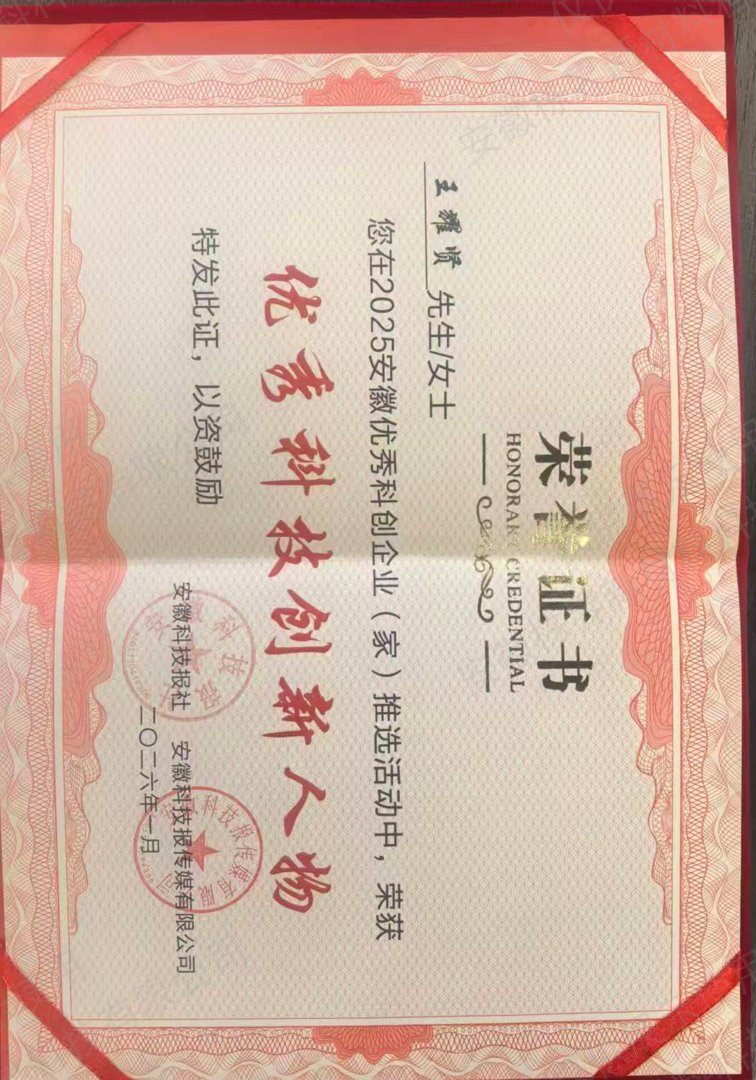 荣誉证书
HONORARY CREDENTIAL
王耀贤 先生/女士
您在2025安徽优秀科创企业（家）推选活动中，荣获
优秀科技创新人物
特发此证，以资鼓励
安徽科技报社 安徽科技报传媒有限公司
二〇二六年一月